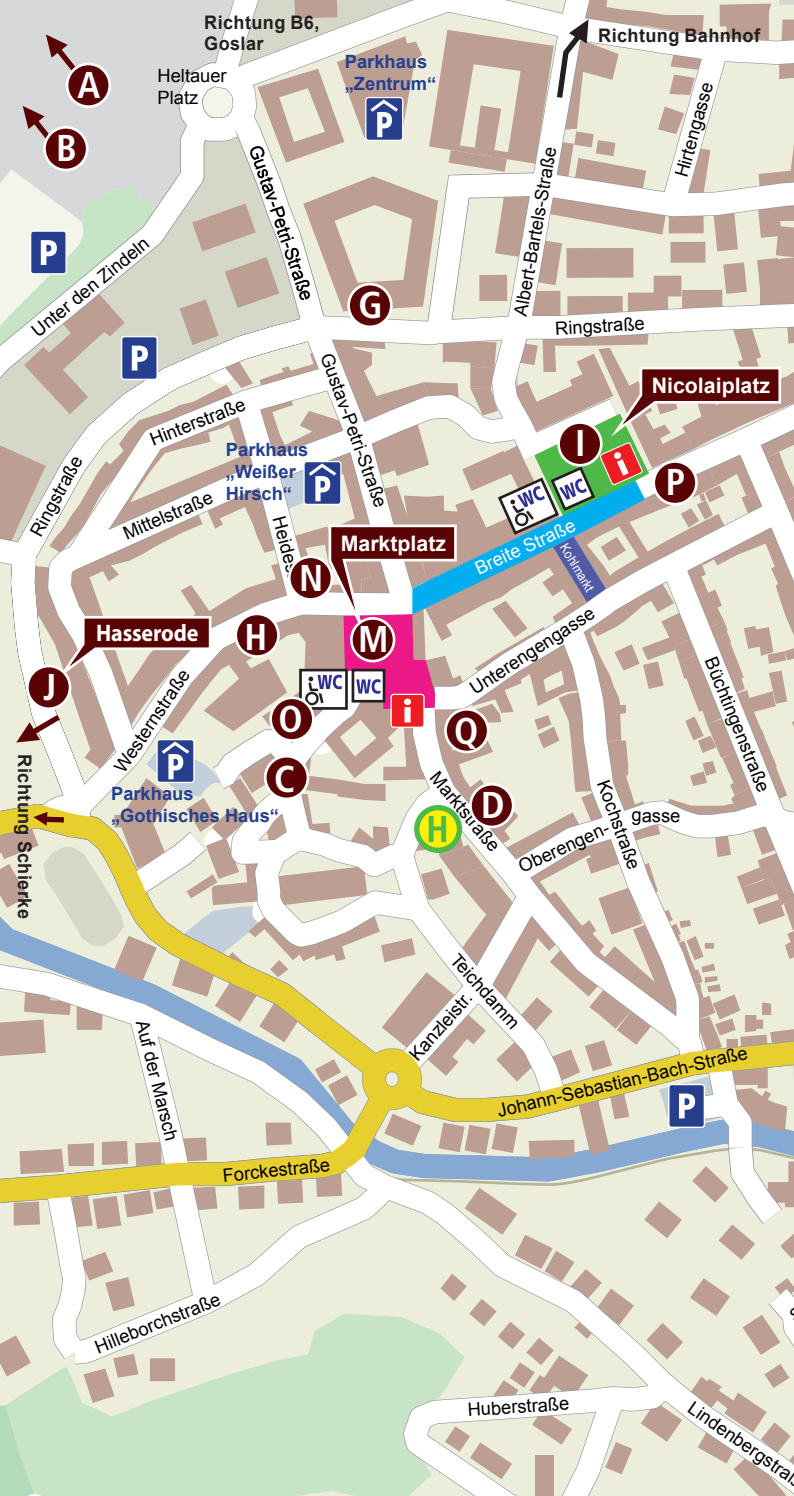 Richtung B6,
Goslar
Richtung Bahnhof
Heltauer
Platz
Parkhaus
„Zentrum“
P
A
B
Hirtengasse
Gustav-Petri-Straße
Albert-Bartels-Straße
P
Unter den Zindeln
G
Ringstraße
P
Nicolaiplatz
Gustav-Petri-Straße
Hinterstraße
I
i
P
Parkhaus
„Weißer
Hirsch“
P
WC
WC
Ringstraße
Mittelstraße
Breite Straße
Kohlmarkt
Marktplatz
N
Hasserode
H
M
Unterengengasse
J
WC
WC
i
Büchtingenstraße
Westernstraße
O
Q
P
C
Parkhaus
„Gothisches Haus“
D
Marktstraße
H
Kochstraße
Oberengen-
gasse
Richtung Schierke
Teichdamm
Kanzleistr.
Auf der Marsch
Johann-Sebastian-Bach-Straße
P
Forckestraße
Hilleborchstraße
Huberstraße